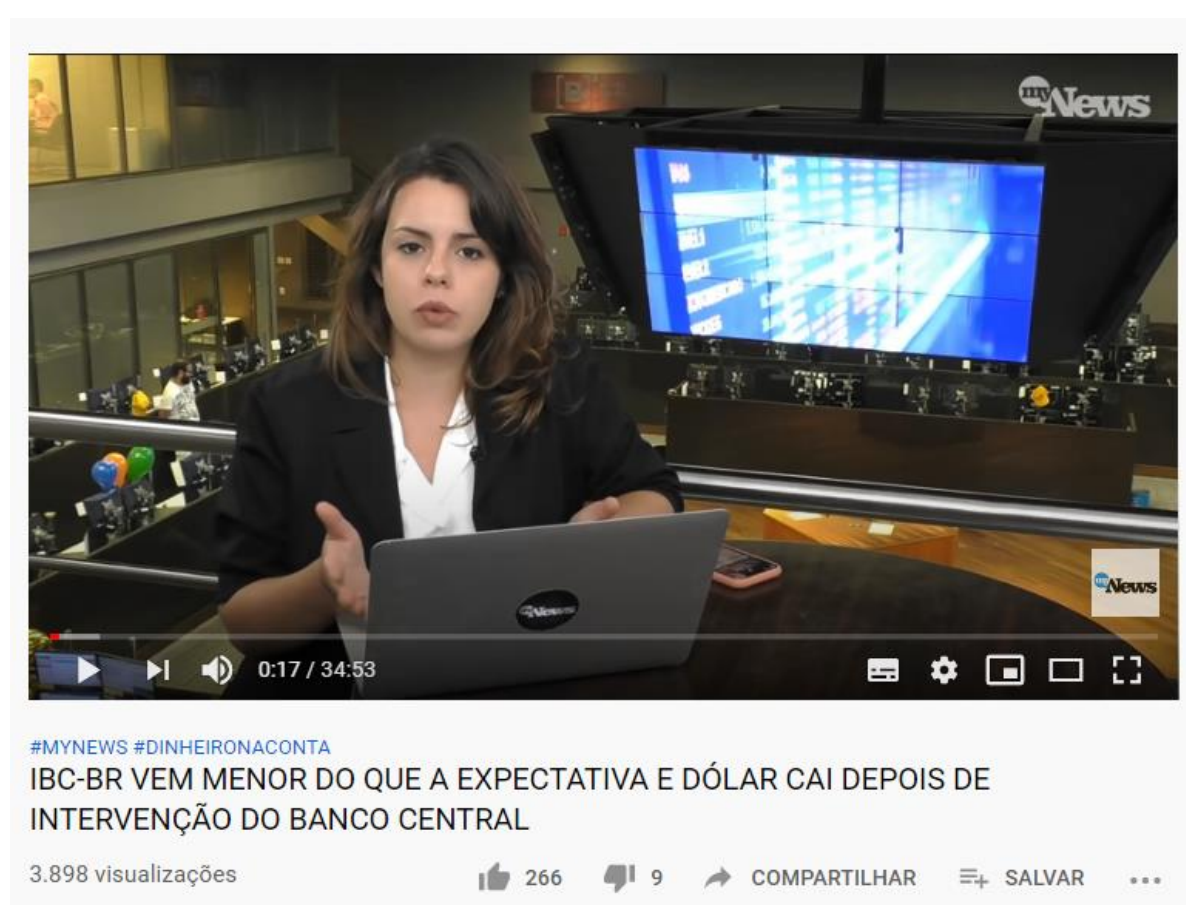 myNews
myNews
myNews
0:17 / 34:53
#MYNEWS #DINHEIRONACONTA
IBC-BR VEM MENOR DO QUE A EXPECTATIVA E DÓLAR CAI DEPOIS DE
INTERVENÇÃO DO BANCO CENTRAL
3.898 visualizações 266 9 COMPARTILHAR SALVAR